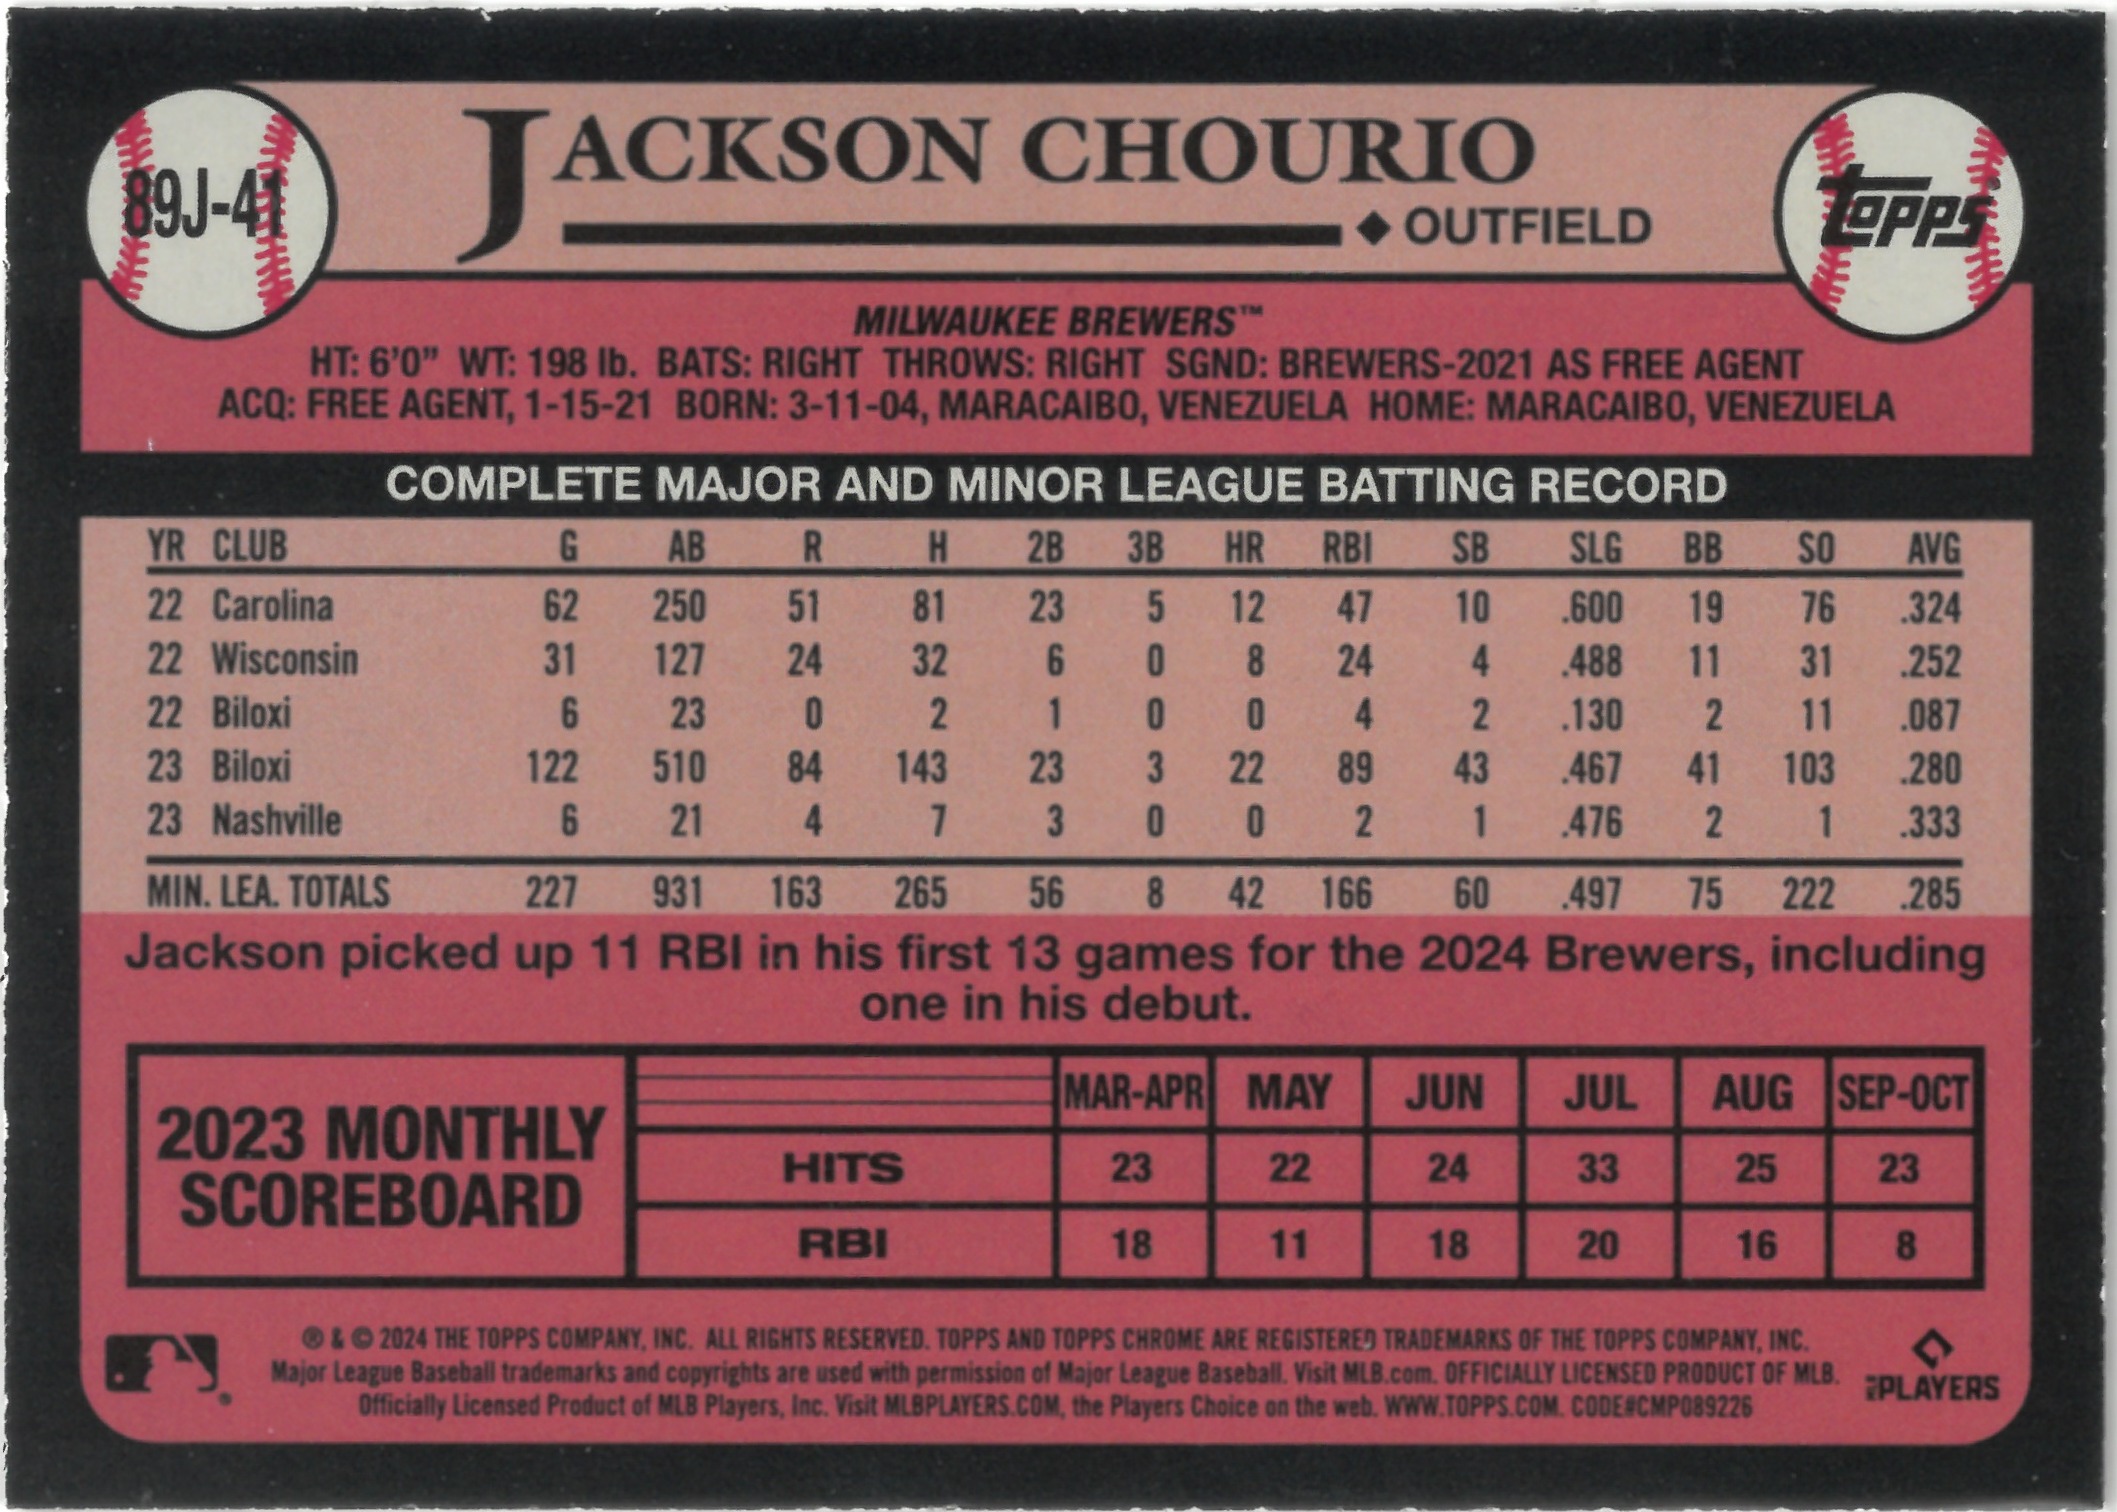 89J-41
JACKSON CHOURIO
◆ OUTFIELD
TOPPS
MILWAUKEE BREWERS™
HT: 6'0” WT: 198 lb. BATS: RIGHT THROWS: RIGHT SGND: BREWERS-2021 AS FREE AGENT
ACQ: FREE AGENT, 1-15-21 BORN: 3-11-04, MARACAIBO, VENEZUELA HOME: MARACAIBO, VENEZUELA
COMPLETE MAJOR AND MINOR LEAGUE BATTING RECORD
YR CLUB G AB R H 2B 3B HR RBI SB SLG BB SO AVG
22 Carolina 62 250 51 81 23 5 12 47 10 .600 19 76 .324
22 Wisconsin 31 127 24 32 6 0 8 24 4 .488 11 31 .252
22 Biloxi 6 23 0 2 1 0 0 4 2 .130 2 11 .087
23 Biloxi 122 510 84 143 23 3 22 89 43 .467 41 103 .280
23 Nashville 6 21 4 7 3 0 0 2 1 .476 2 1 .333
MIN. LEA. TOTALS 227 931 163 265 56 8 42 166 60 .497 75 222 .285
Jackson picked up 11 RBI in his first 13 games for the 2024 Brewers, including
one in his debut.
2023 MONTHLY
SCOREBOARD
MAR-APR MAY JUN JUL AUG SEP-OCT
HITS 23 22 24 33 25 23
RBI 18 11 18 20 16 8
® & © 2024 THE TOPPS COMPANY, INC. ALL RIGHTS RESERVED. TOPPS AND TOPPS CHROME ARE REGISTERED TRADEMARKS OF THE TOPPS COMPANY, INC.
Major League Baseball trademarks and copyrights are used with permission of Major League Baseball. Visit MLB.com. OFFICIALLY LICENSED PRODUCT OF MLB.
Officially Licensed Product of MLB Players, Inc. Visit MLBPLAYERS.COM, the Players Choice on the web. WWW.TOPPS.COM. CODE#CMP089226
®
MLB PLAYERS